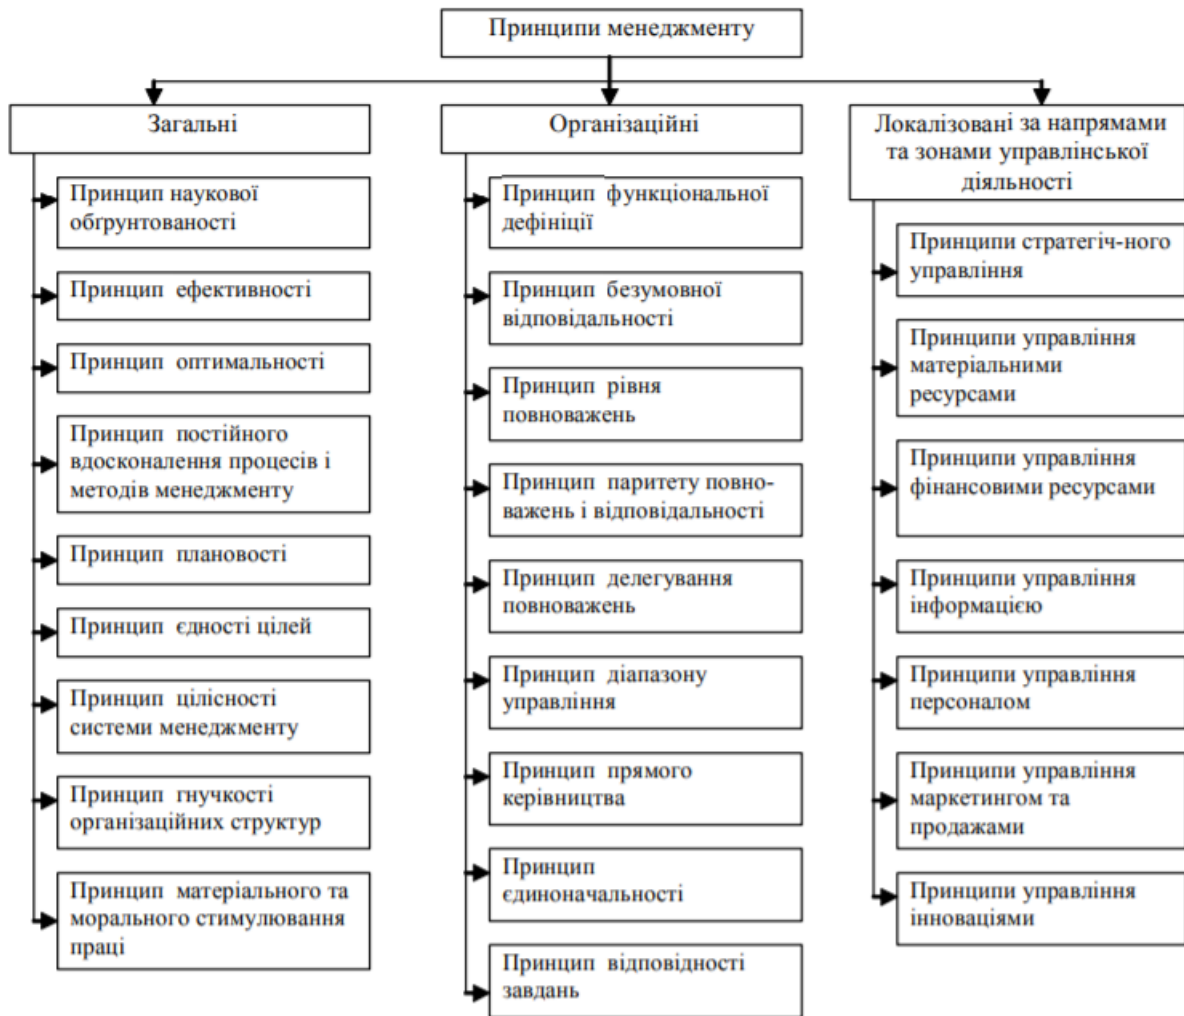 Принципи менеджменту
Загальні
Принцип наукової
обґрунтованості
Принцип ефективності
Принцип оптимальності
Принцип постійного
вдосконалення процесів і
методів менеджменту
Принцип плановості
Принцип єдності цілей
Принцип цілісності
системи менеджменту
Принцип гнучкості
організаційних структур
Принцип матеріального та
морального стимулювання
праці
Організаційні
Принцип функціональної
дефініції
Принцип безумовної
відповідальності
Принцип рівня
повноважень
Принцип паритету повно-
важень і відповідальності
Принцип делегування
повноважень
Принцип діапазону
управління
Принцип прямого
керівництва
Принцип
єдиноначальності
Принцип відповідності
завдань
Локалізовані за напрямами
та зонами управлінської
діяльності
Принципи стратегіч-ного
управління
Принципи управління
матеріальними
ресурсами
Принципи управління
фінансовими ресурсами
Принципи управління
інформацією
Принципи управління
персоналом
Принципи управління
маркетингом та
продажами
Принципи управління
інноваціями